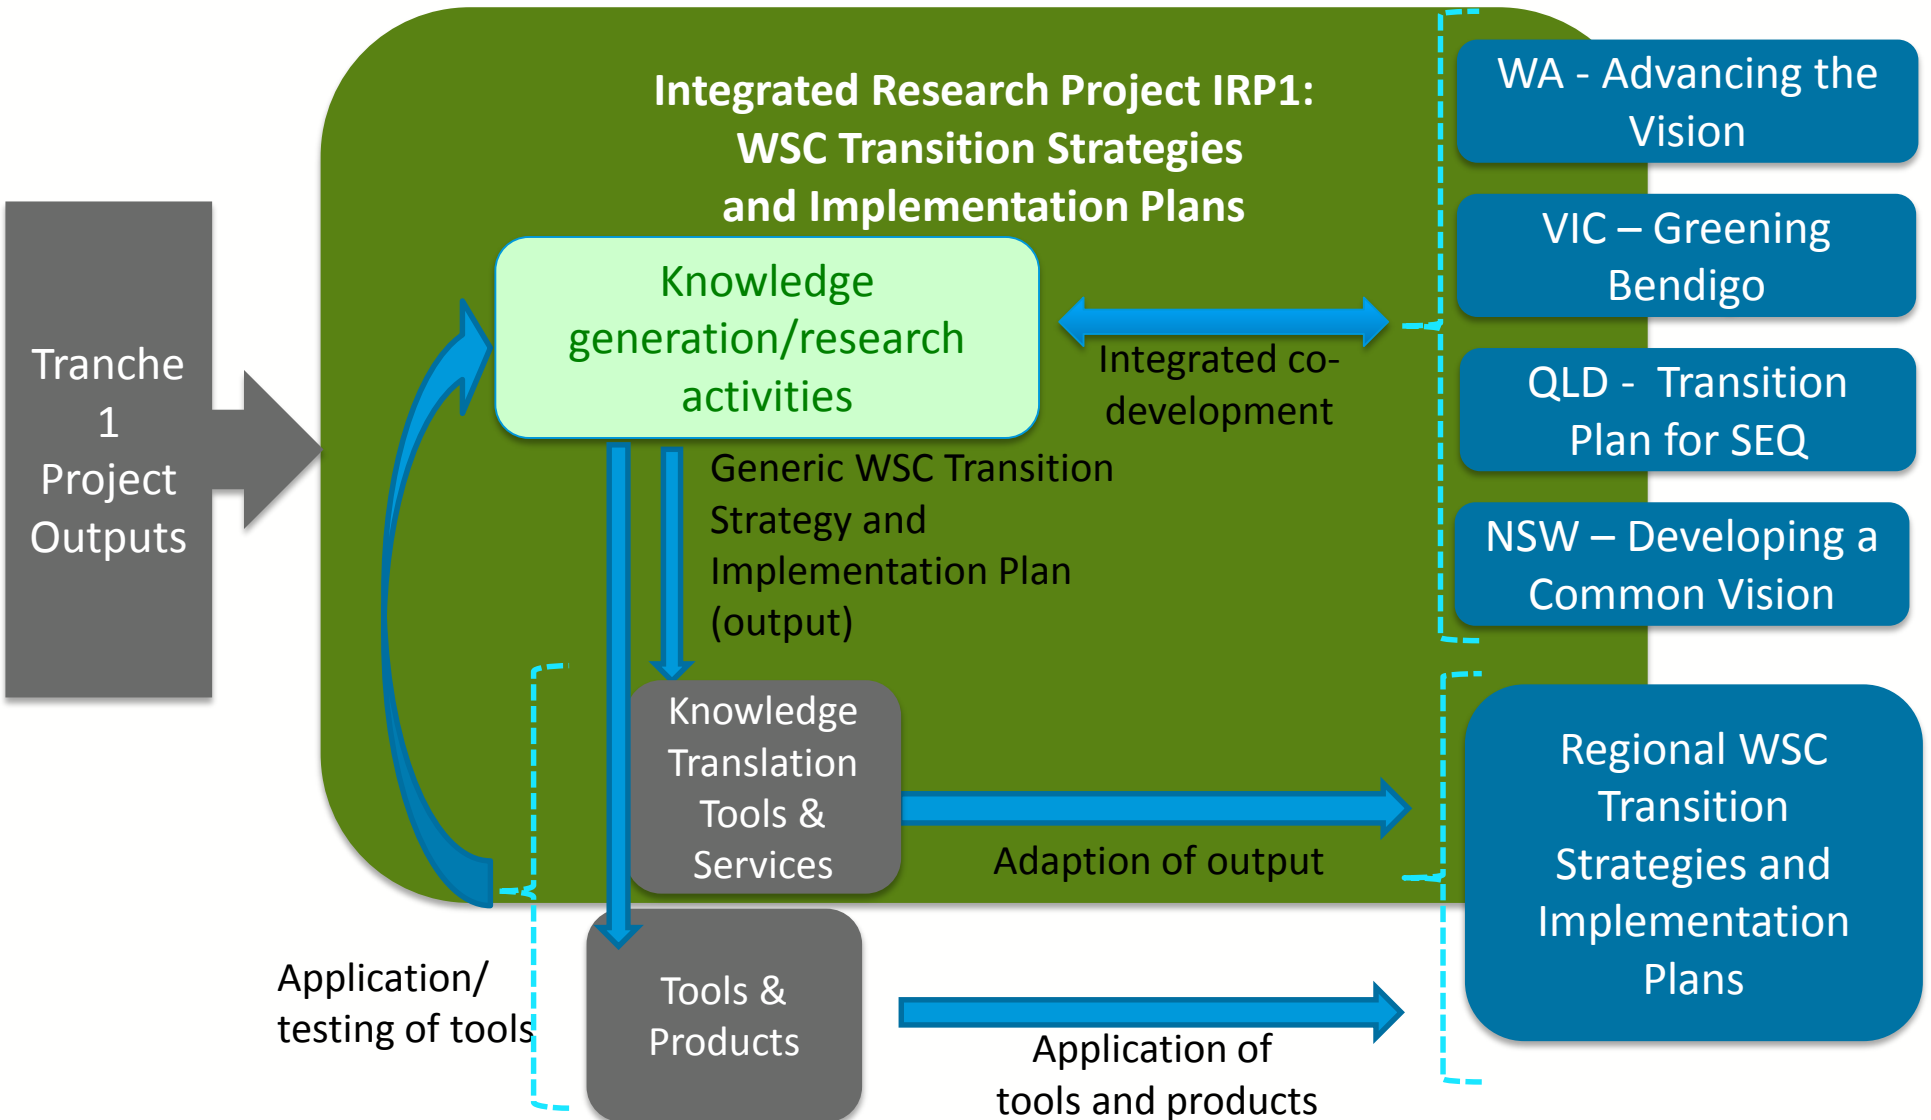 Integrated Research Project IRP1:
WSC Transition Strategies
and Implementation Plans
Tranche
1
Project
Outputs
Knowledge
generation/research
activities
Integrated co-
development
WA - Advancing the
Vision
VIC – Greening
Bendigo
QLD -  Transition
Plan for SEQ
NSW – Developing a
Common Vision
Generic WSC Transition
Strategy and
Implementation Plan
(output)
Knowledge
Translation
Tools &
Services
Adaption of output
Regional WSC
Transition
Strategies and
Implementation
Plans
Application/
testing of tools
Tools &
Products
Application of
tools and products